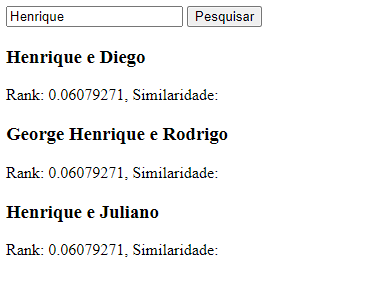 Henrique Pesquisar
Henrique e Diego
Rank: 0.06079271, Similaridade:
George Henrique e Rodrigo
Rank: 0.06079271, Similaridade:
Henrique e Juliano
Rank: 0.06079271, Similaridade: